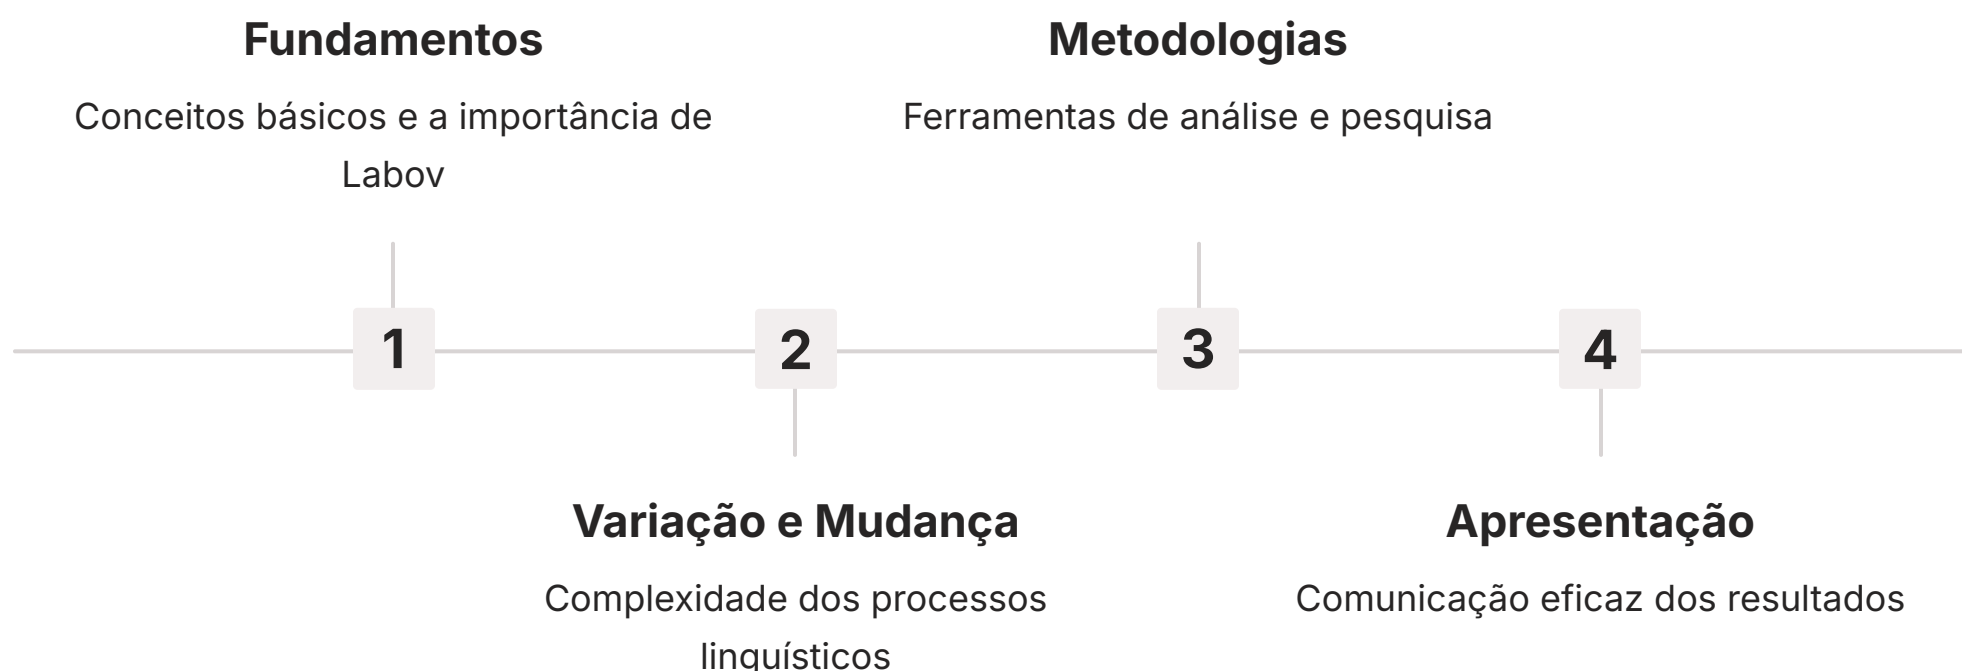 Fundamentos
Conceitos básicos e a importância de
Labov
Metodologias
Ferramentas de análise e pesquisa
1
2
3
4
Variação e Mudança
Complexidade dos processos
linguísticos
Apresentação
Comunicação eficaz dos resultados